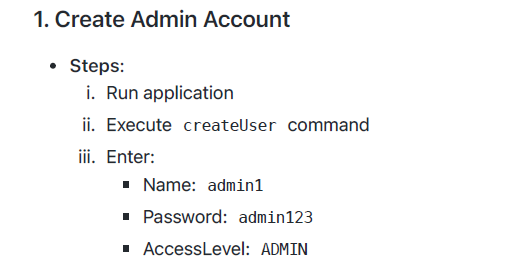 1. Create Admin Account
• Steps:
i. Run application
ii. Execute createUser command
iii. Enter:
▪ Name: admin1
▪ Password: admin123
▪ AccessLevel: ADMIN